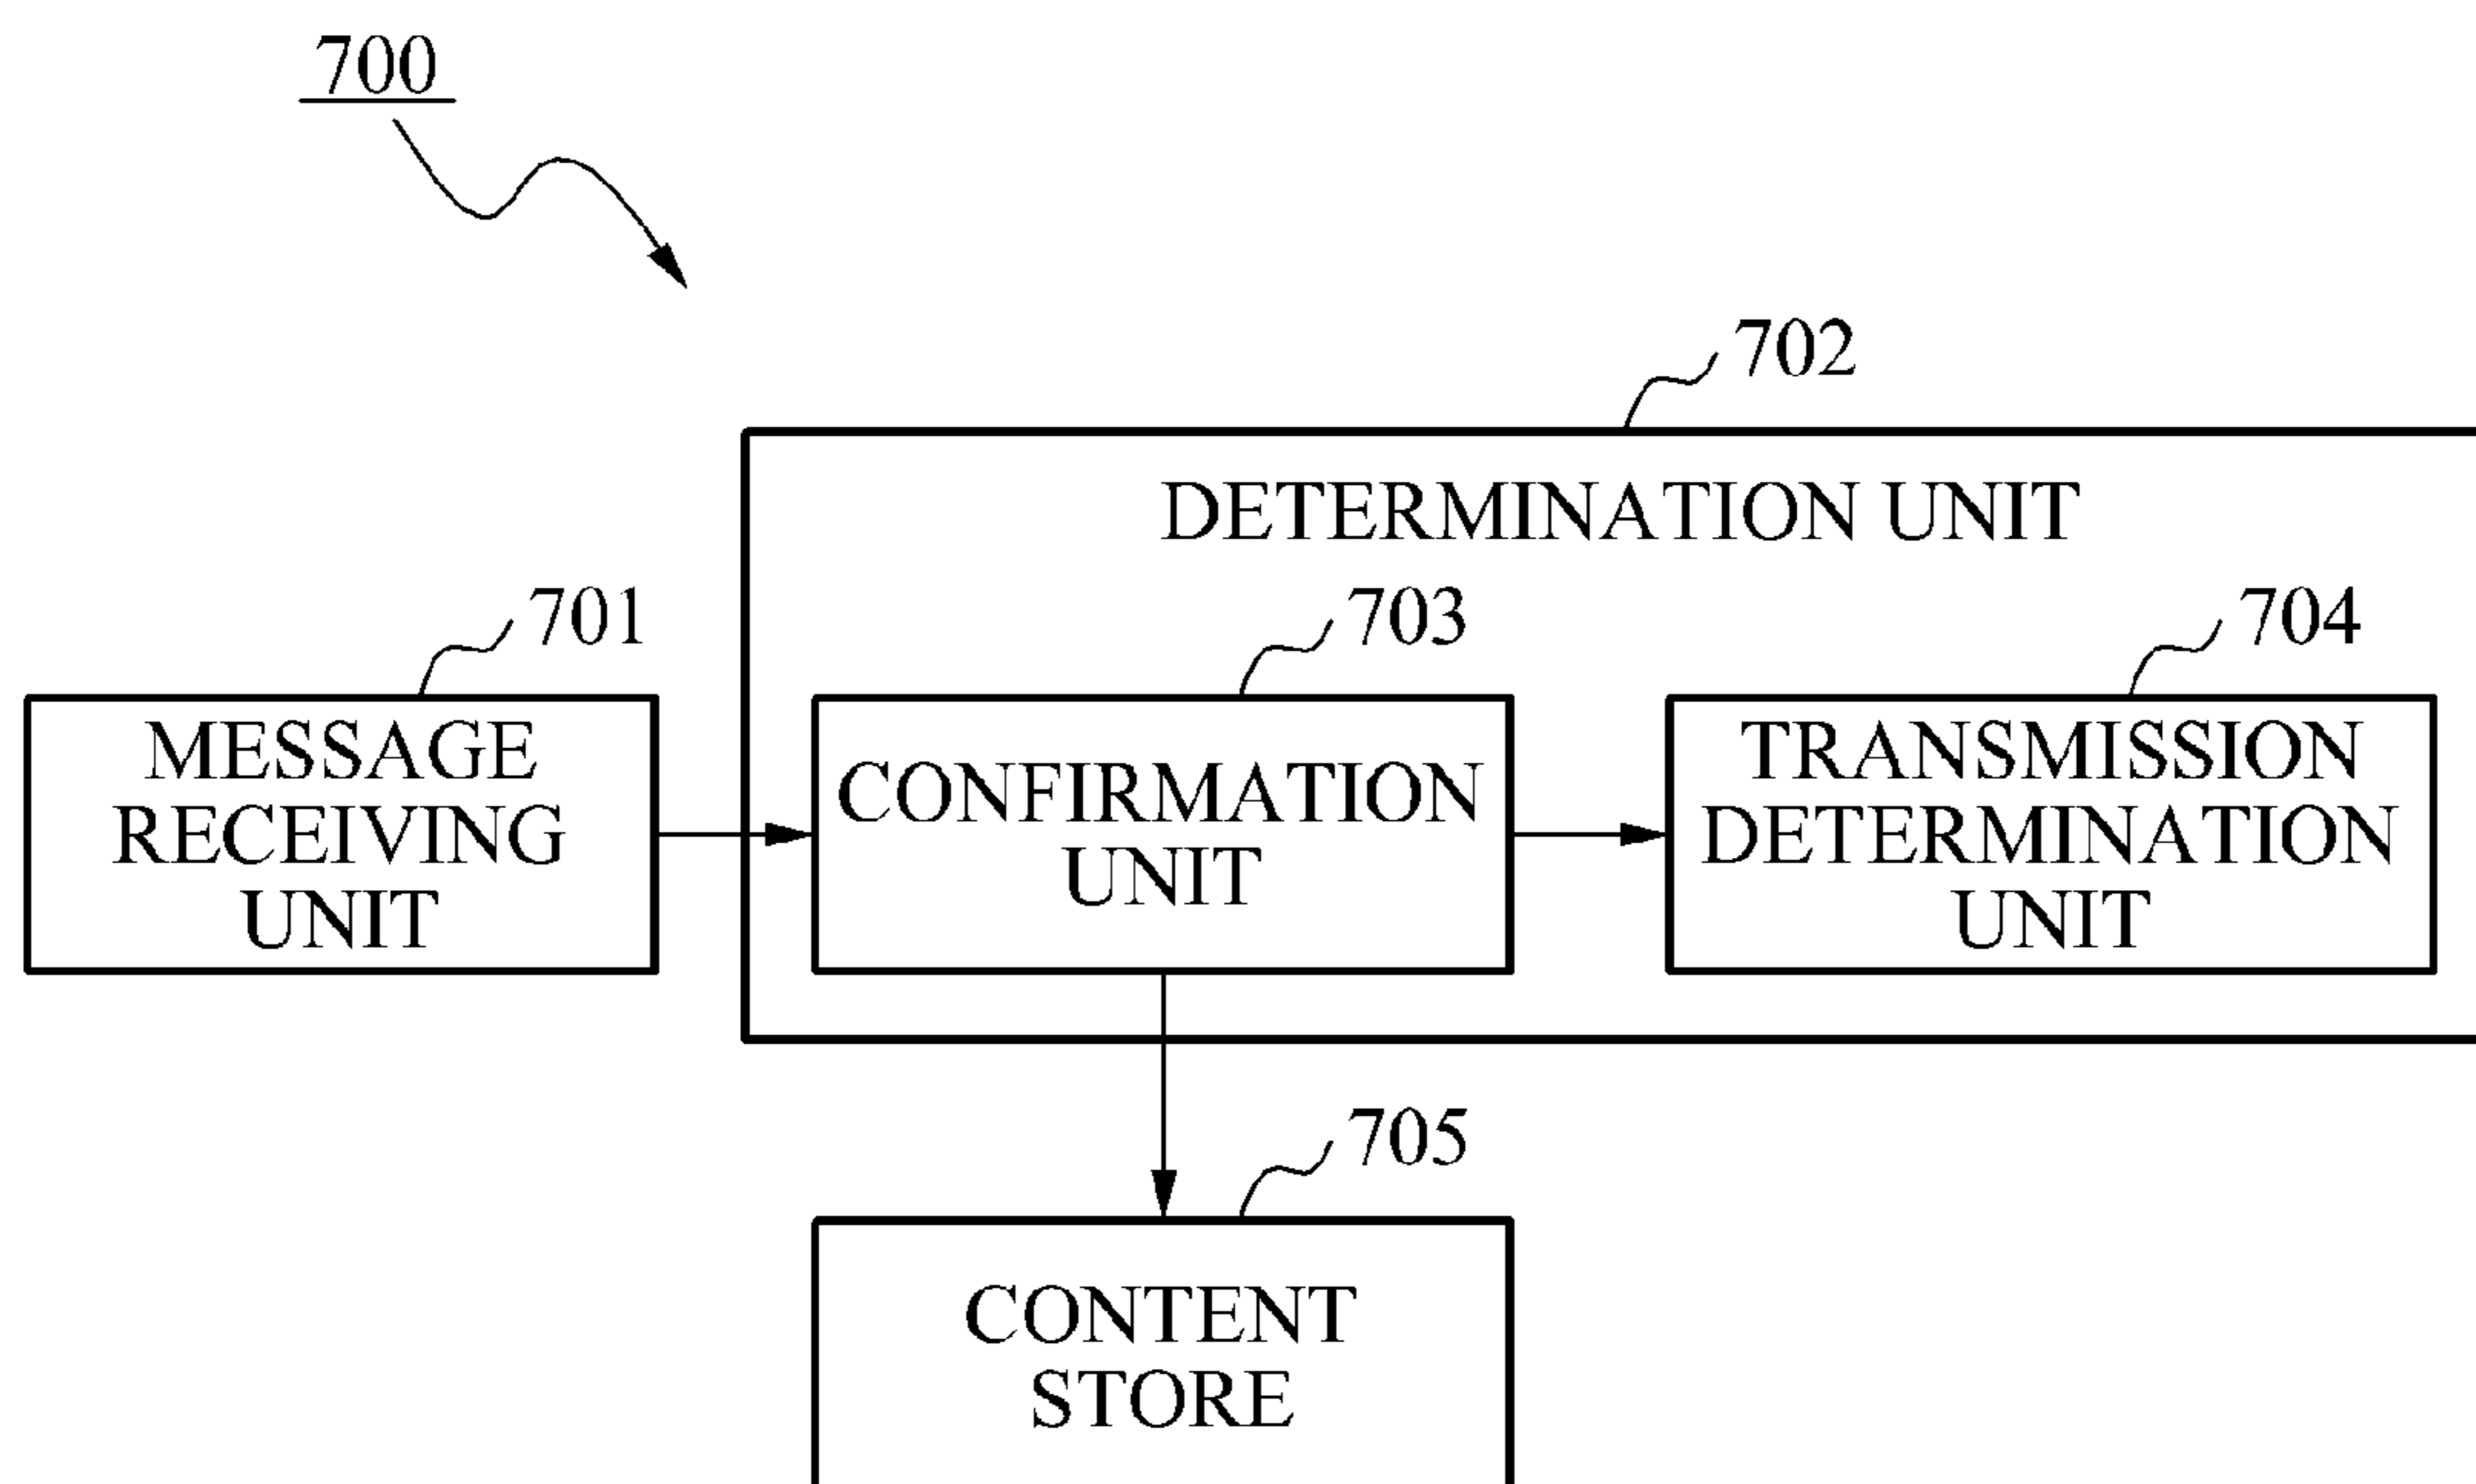 700
702
DETERMINATION UNIT
701
703
704
MESSAGE
RECEIVING
UNIT
CONFIRMATION
UNIT
TRANSMISSION
DETERMINATION
UNIT
705
CONTENT
STORE